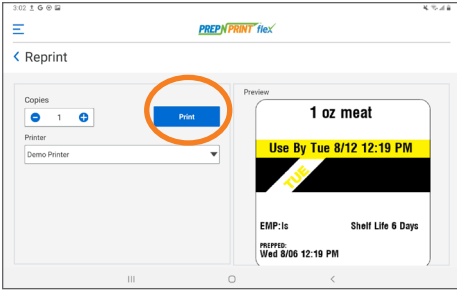 3:02
PREP N PRINT flex
Reprint
Copies
1
Print
Printer
Demo Printer
Preview
1 oz meat
Use By Tue 8/12 12:19 PM
TUE
EMP:ls
Shelf Life 6 Days
PREPPED:
Wed 8/06 12:19 PM